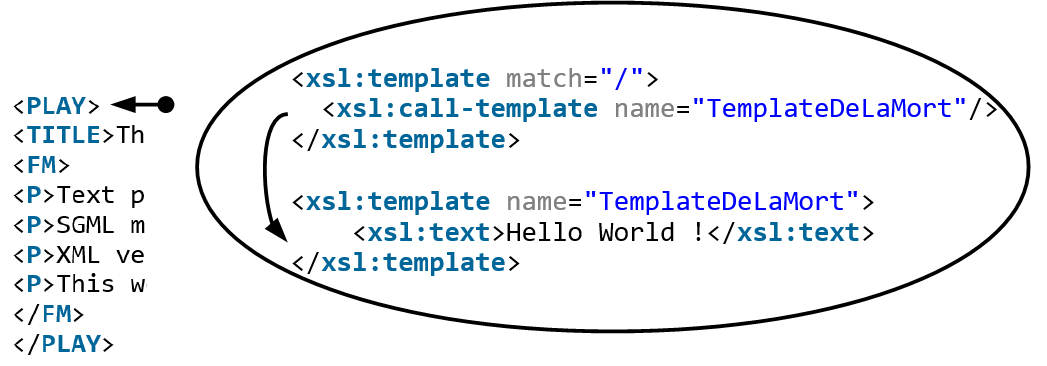 <PLAY>
<TITLE>Th
<FM>
<P>Text p
<P>SGML m
<P>XML ve
<P>This w
</FM>
</PLAY>
<xsl:template match="/">
<xsl:call-template name="TemplateDeLaMort"/>
</xsl:template>
<xsl:template name="TemplateDeLaMort">
<xsl:text>Hello World !</xsl:text>
</xsl:template>